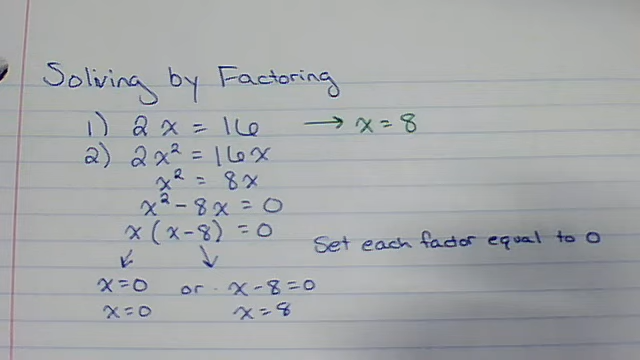 Solving by Factoring
1) 2x = 16 → x = 8
2) 2x² = 16x
x² = 8x
x² - 8x = 0
x(x-8) = 0 Set each factor equal to 0
↙ ↘
x=0 or x-8=0
x=0 x=8